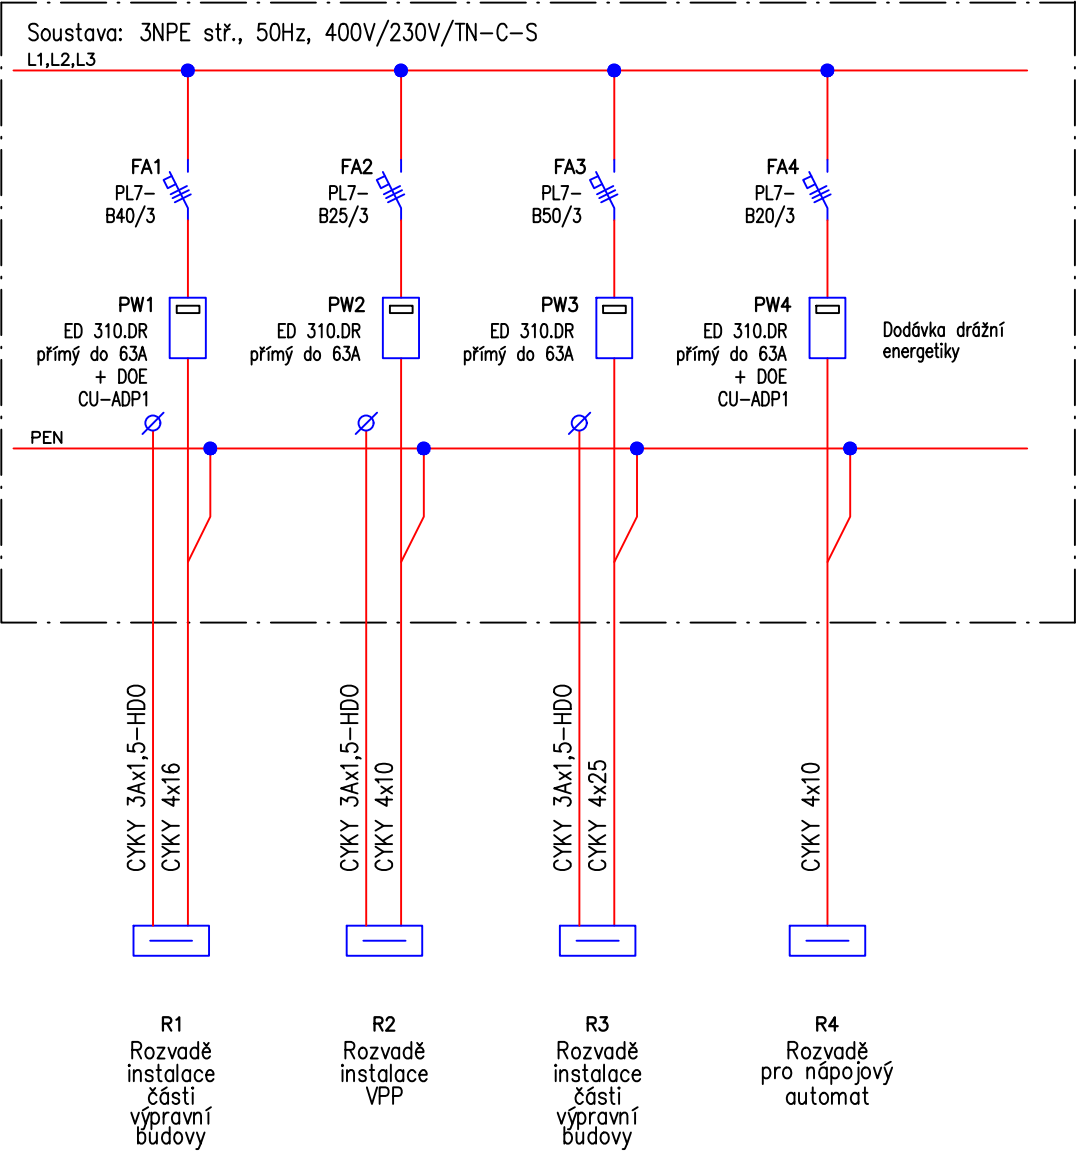 Soustava: 3NPE stř., 50Hz, 400V/230V/TN-C-S
L1,L2,L3
FA1
PL7-
B40/3
FA2
PL7-
B25/3
FA3
PL7-
B50/3
FA4
PL7-
B20/3
PW1
ED 310.DR
přímý do 63A
+ DOE
CU-ADP1
PW2
ED 310.DR
přímý do 63A
PW3
ED 310.DR
přímý do 63A
PW4
ED 310.DR
přímý do 63A
+ DOE
CU-ADP1
Dodávka drážní
energetiky
PEN
CYKY 3Ax1,5-HDO
CYKY 4x16
CYKY 3Ax1,5-HDO
CYKY 4x10
CYKY 3Ax1,5-HDO
CYKY 4x25
CYKY 4x10
R1
Rozvadě
instalace
části
výpravní
budovy
R2
Rozvadě
instalace
VPP
R3
Rozvadě
instalace
části
výpravní
budovy
R4
Rozvadě
pro nápojový
automat